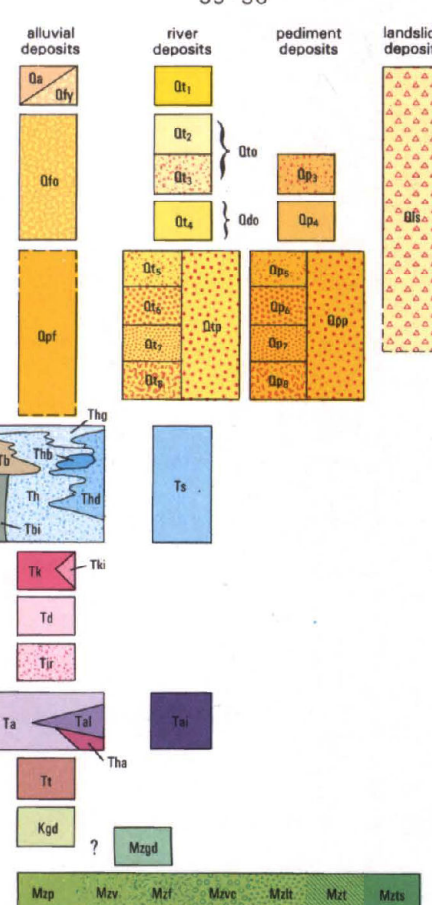 alluvial
deposits
river
deposits
pediment
deposits
Qa
Qfy
Qt1
Qt2
Qto
Qfo
Qt3
Qp3
Qls
Qt4
Qdo
Qp4
Qt5
Qp5
Qt6
Qp6
Qpf
Qtp
Qpp
Qt7
Qp7
Qt8
Qp8
Thg
Tb
Thb
Th
Thd
Ts
Tbi
Tk
Tki
Td
Tjr
Ta
Tal
Tai
Tha
Tt
Kgd
?
Mzgd
Mzp Mzv Mzf Mzvc Mzlt Mzt Mzts